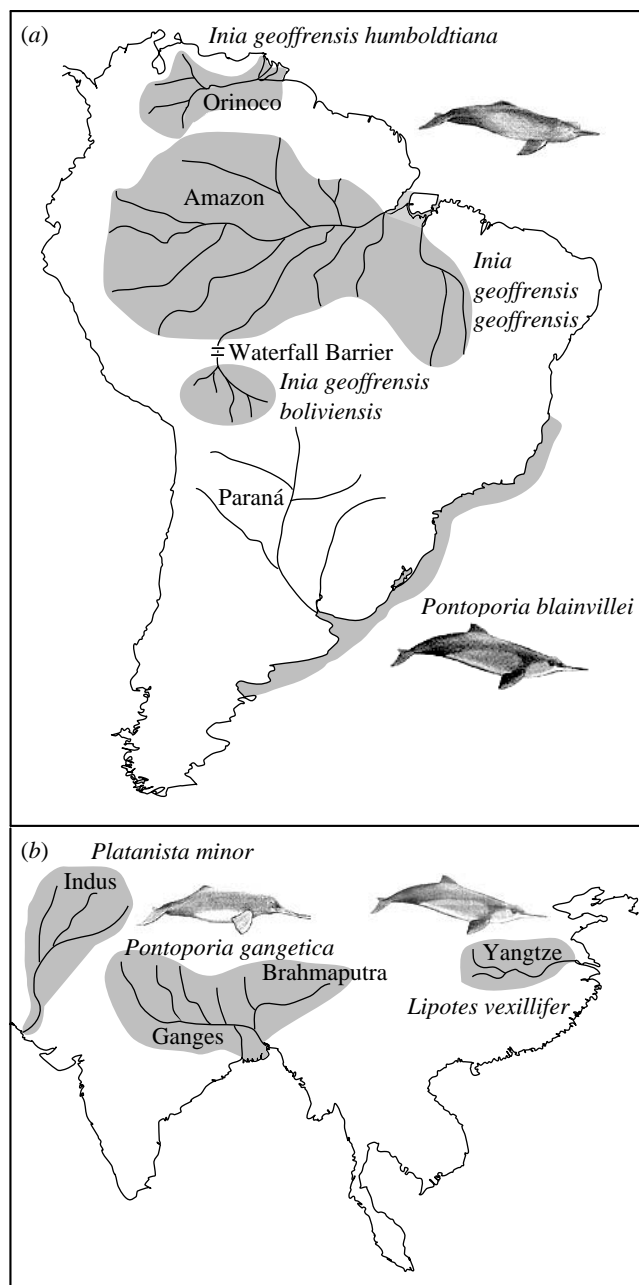 (a)
Inia geoffrensis humboldtiana
Orinoco
Amazon
Inia
geoffrensis
geoffrensis
Waterfall Barrier
Inia geoffrensis
boliviensis
Paraná
Pontoporia blainvillei
(b)
Platanista minor
Indus
Pontoporia gangetica
Brahmaputra
Ganges
Yangtze
Lipotes vexillifer